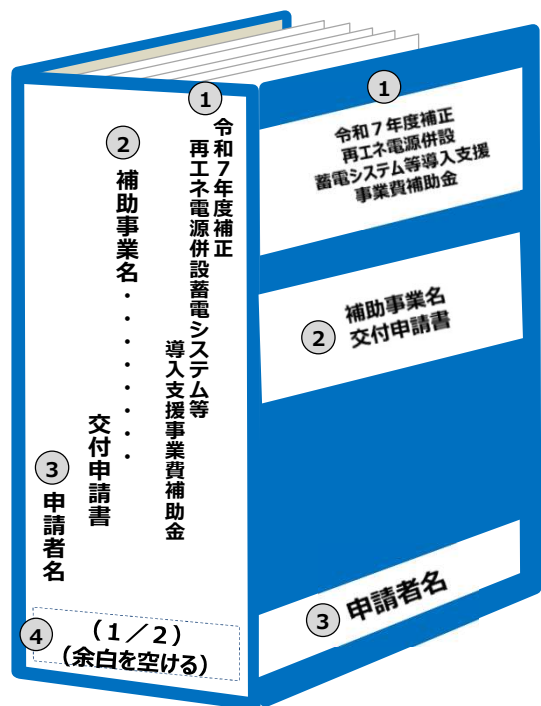 ①
令和7年度補正
再エネ電源併設蓄電システム等
導入支援事業費補助金
②
補助事業名・・・・・・・・
交付申請書
③
申請者名
④
(1/2)
(余白を空ける)
①
令和7年度補正
再エネ電源併設
蓄電システム等導入支援
事業費補助金
②
補助事業名
交付申請書
③
申請者名